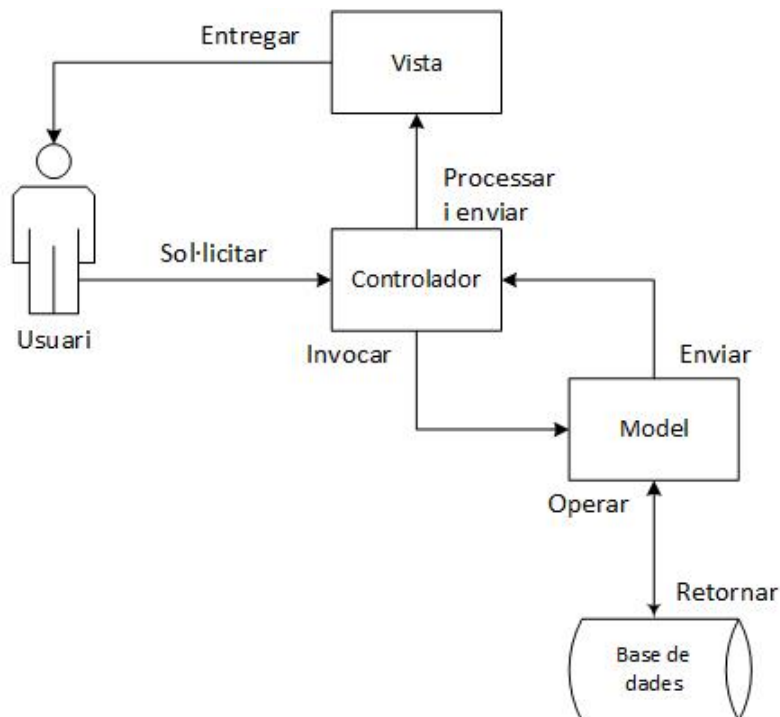 Entregar
Vista
Processar
i enviar
Sol·licitar
Controlador
Usuari
Invocar
Enviar
Model
Operar
Retornar
Base de
dades